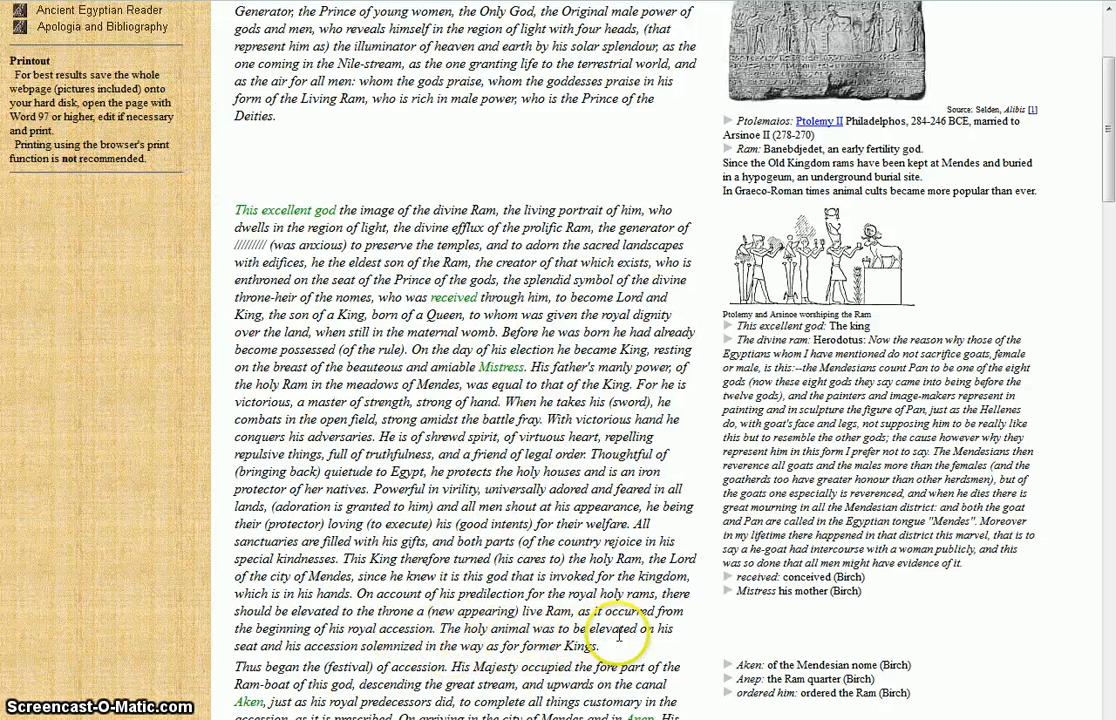 Ancient Egyptian Reader
Apologia and Bibliography
Printout
For best results save the whole
webpage (pictures included) onto
your hard disk, open the page with
Word 97 or higher, edit if necessary
and print.
Printing using the browser's print
function is not recommended.
Generator, the Prince of young women, the Only God, the Original male power of
gods and men, who reveals himself in the region of light with four heads, (that
represent him as) the illuminator of heaven and earth by his solar splendour, as the
one coming in the Nile-stream, as the one granting life to the terrestrial world, and
as the air for all men: whom the gods praise, whom the goddesses praise in his
form of the Living Ram, who is rich in male power, who is the Prince of the
Deities.
This excellent god the image of the divine Ram, the living portrait of him, who
dwells in the region of light, the divine efflux of the prolific Ram, the generator of
///////// (was anxious) to preserve the temples, and to adorn the sacred landscapes
with edifices, he the eldest son of the Ram, the creator of that which exists, who is
enthroned on the seat of the Prince of the gods, the splendid symbol of the divine
throne-heir of the nomes, who was received through him, to become Lord and
King, the son of a King, born of a Queen, to whom was given the royal dignity
over the land, when still in the maternal womb. Before he was born he had already
become possessed (of the rule). On the day of his election he became King, resting
on the breast of the beauteous and amiable Mistress. His father's manly power, of
the holy Ram in the meadows of Mendes, was equal to that of the King. For he is
victorious, a master of strength, strong of hand. When he takes his (sword), he
combats in the open field, strong amidst the battle fray. With victorious hand he
conquers his adversaries. He is of shrewd spirit, of virtuous heart, repelling
repulsive things, full of truthfulness, and a friend of legal order. Thoughtful of
(bringing back) quietude to Egypt, he protects the holy houses and is an iron
protector of her natives. Powerful in virility, universally adored and feared in all
lands, (adoration is granted to him) and all men shout at his appearance, he being
their (protector) loving (to execute) his (good intents) for their welfare. All
sanctuaries are filled with his gifts, and both parts (of the country rejoice in his
special kindnesses. This King therefore turned (his cares to) the holy Ram, the Lord
of the city of Mendes, since he knew it is this god that is invoked for the kingdom,
which is in his hands. On account of his predilection for the royal holy rams, there
should be elevated to the throne a (new appearing) live Ram, as it occurred from
the beginning of his royal accession. The holy animal was to be elevated on his
seat and his accession solemnized in the way as for former Kings.
Thus began the (festival) of accession. His Majesty occupied the fore part of the
Ram-boat of this god, descending the great stream, and upwards on the canal
Aken, just as his royal predecessors did, to complete all things customary in the
accession, as it is prescribed. On arriving in the city of Mendes and in Anep, His
Source: Selden, Alibis [1]
Ptolemaios: Ptolemy II Philadelphos, 284-246 BCE, married to
Arsinoe II (278-270)
Ram: Banebdjedet, an early fertility god.
Since the Old Kingdom rams have been kept at Mendes and buried
in a hypogeum, an underground burial site.
In Graeco-Roman times animal cults became more popular than ever.
Ptolemy and Arsinoe worshiping the Ram
This excellent god: The king
The divine ram: Herodotus: Now the reason why those of the
Egyptians whom I have mentioned do not sacrifice goats, female
or male, is this:--the Mendesians count Pan to be one of the eight
gods (now these eight gods they say came into being before the
twelve gods), and the painters and image-makers represent in
painting and in sculpture the figure of Pan, just as the Hellenes
do, with goat's face and legs, not supposing him to be really like
this but to resemble the other gods; the cause however why they
represent him in this form I prefer not to say. The Mendesians then
reverence all goats and the males more than the females (and the
goatherds too have greater honour than other herdsmen), but of
the goats one especially is reverenced, and when he dies there is
great mourning in all the Mendesian district: and both the goat
and Pan are called in the Egyptian tongue "Mendes". Moreover
in my lifetime there happened in that district this marvel, that is to
say a he-goat had intercourse with a woman publicly, and this
was so done that all men might have evidence of it.
received: conceived (Birch)
Mistress his mother (Birch)
Aken: of the Mendesian nome (Birch)
Anep: the Ram quarter (Birch)
ordered him: ordered the Ram (Birch)
Screencast-O-Matic.com